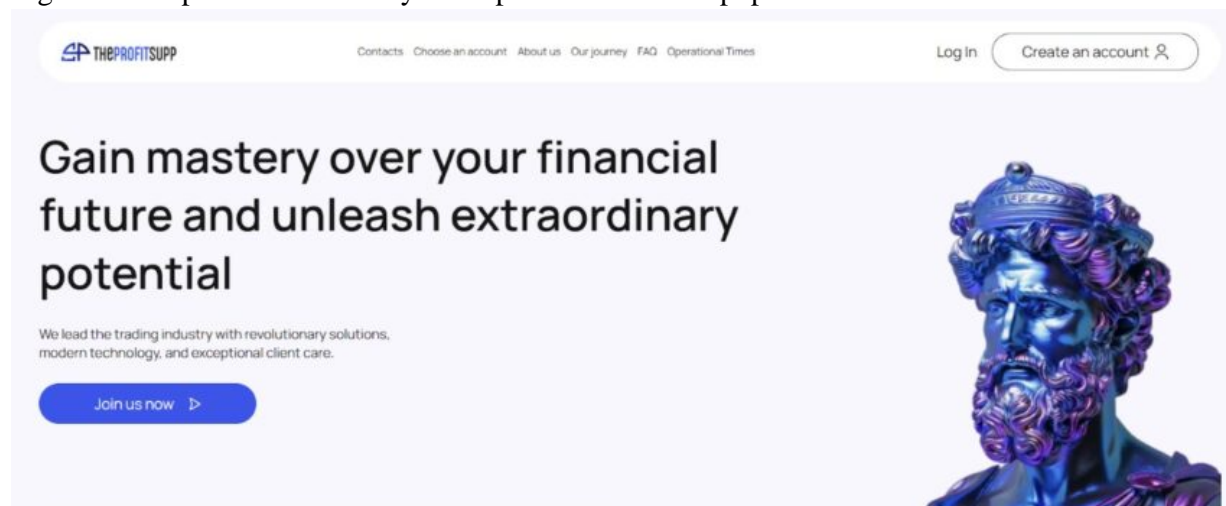 THEPROFITSUPP
Contacts Choose an account About us Our journey FAQ Operational Times
Log In Create an account
Gain mastery over your financial
future and unleash extraordinary
potential
We lead the trading industry with revolutionary solutions,
modern technology, and exceptional client care.
Join us now